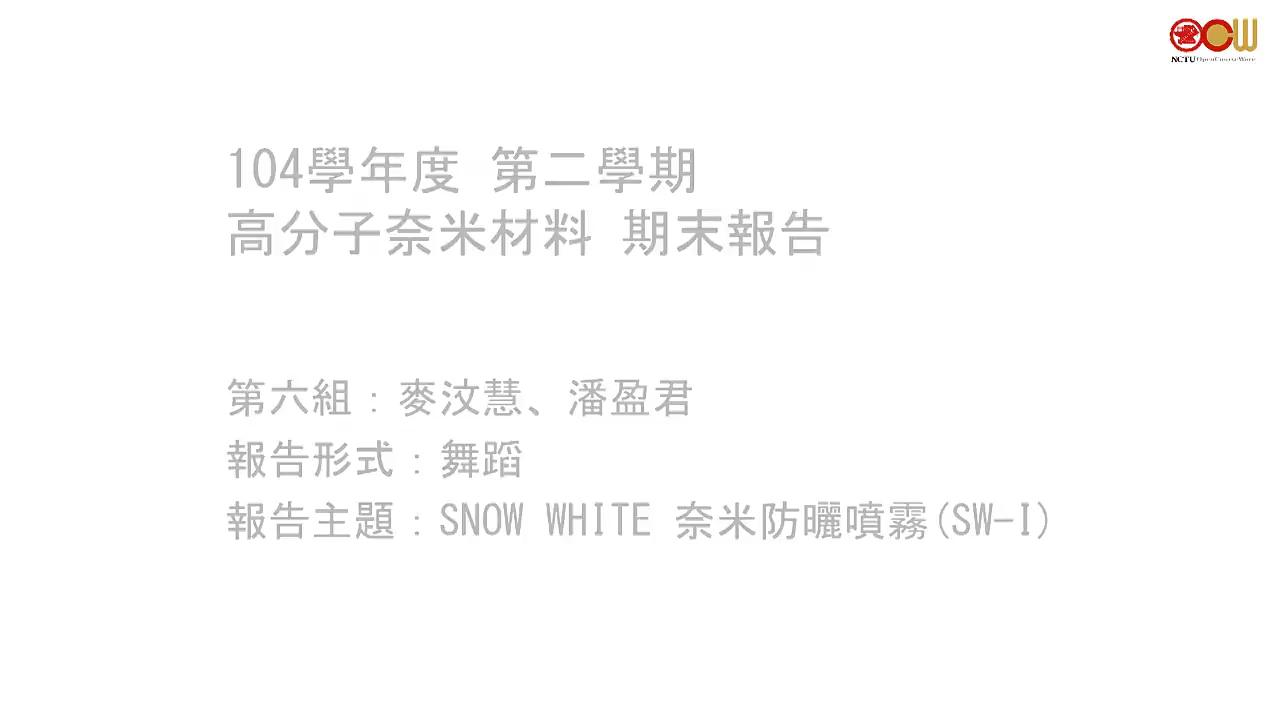 NCTU OpenCourseWare
104學年度 第二學期
高分子奈米材料 期末報告
第六組：麥汶慧、潘盈君
報告形式：舞蹈
報告主題：SNOW WHITE 奈米防曬噴霧(SW-I)